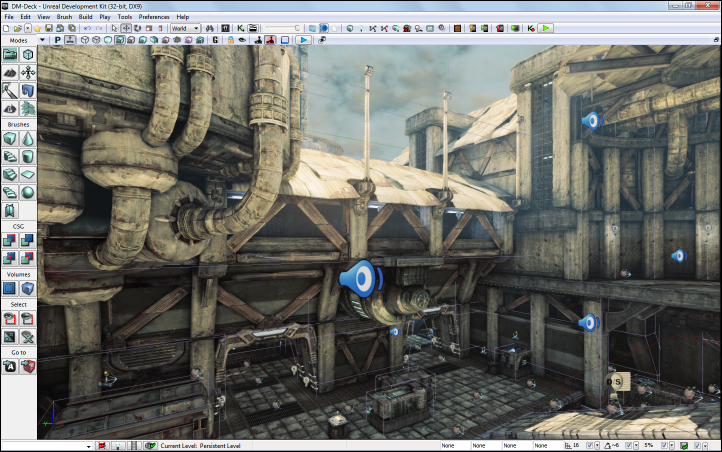 DM-Deck - Unreal Development Kit (32-bit, DX9)
File Edit View Brush Build Play Tools Preferences Help
World
Modes
P
G
Brushes
CSG
Volumes
Select
Go to
A
D/S
Current Level: Persistent Level
None None None None 16 ~6 5%